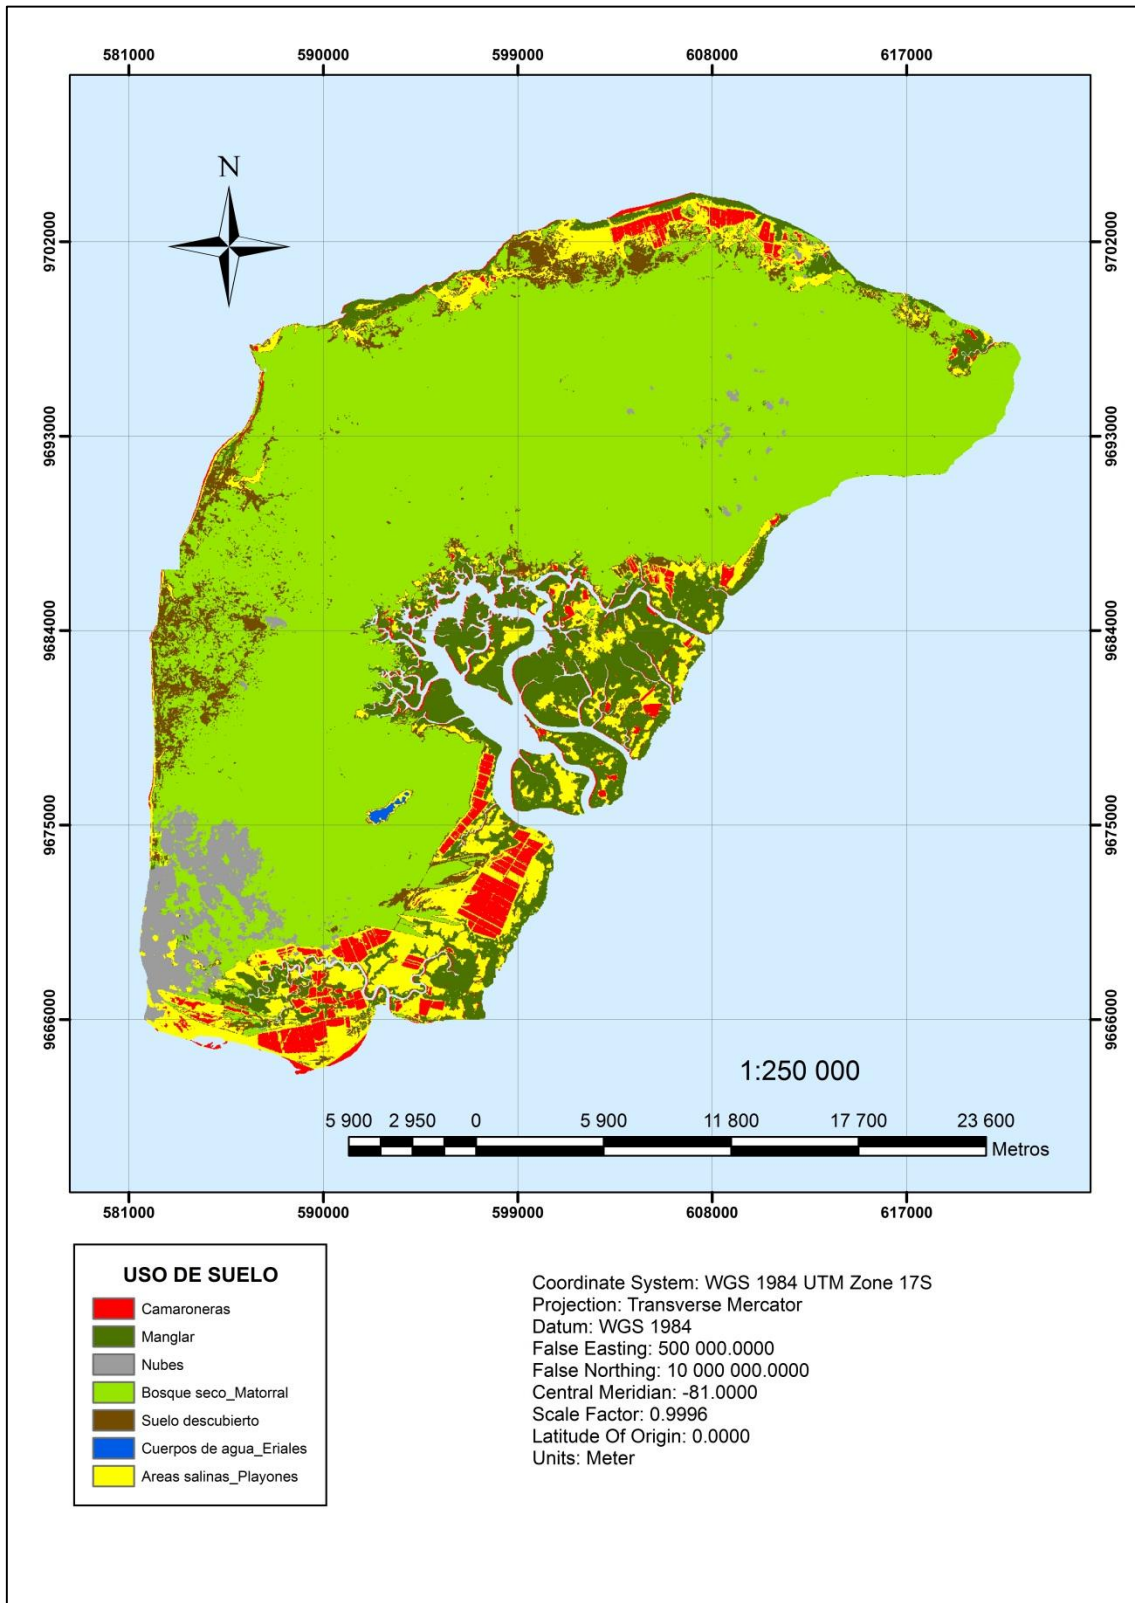 581000 590000 599000 608000 617000
N
9702000 9702000
9693000 9693000
9684000 9684000
9675000 9675000
9666000 9666000
1:250 000
5 900 2 950 0 5 900 11 800 17 700 23 600
Metros
581000 590000 599000 608000 617000
USO DE SUELO
Camaroneras
Manglar
Nubes
Bosque seco_Matorral
Suelo descubierto
Cuerpos de agua_Eriales
Areas salinas_Playones
Coordinate System: WGS 1984 UTM Zone 17S
Projection: Transverse Mercator
Datum: WGS 1984
False Easting: 500 000.0000
False Northing: 10 000 000.0000
Central Meridian: -81.0000
Scale Factor: 0.9996
Latitude Of Origin: 0.0000
Units: Meter